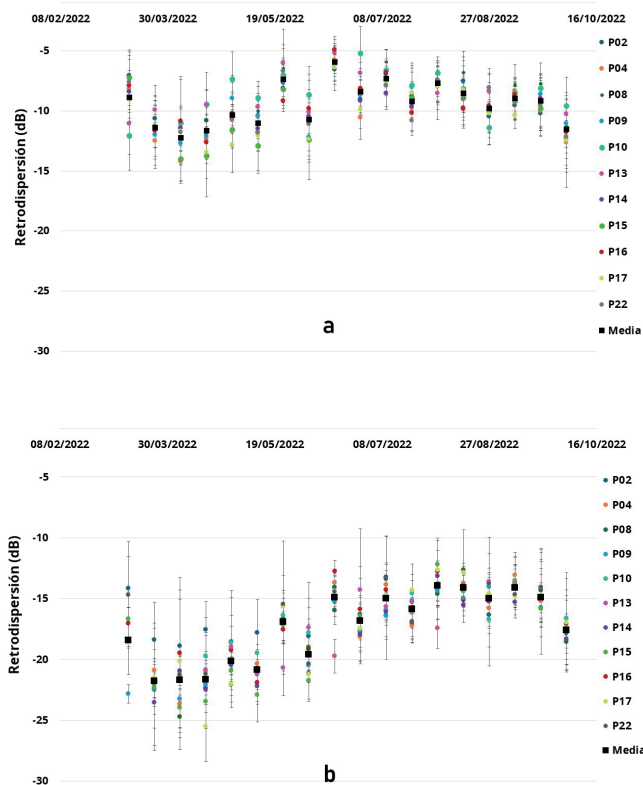 08/02/2022 30/03/2022 19/05/2022 08/07/2022 27/08/2022 16/10/2022
-5
-10
-15
-20
-25
-30
Retrodispersión (dB)
P02
P04
P08
P09
P10
P13
P14
P15
P16
P17
P22
Media
a
08/02/2022 30/03/2022 19/05/2022 08/07/2022 27/08/2022 16/10/2022
-5
-10
-15
-20
-25
-30
Retrodispersión (dB)
P02
P04
P08
P09
P10
P13
P14
P15
P16
P17
P22
Media
b